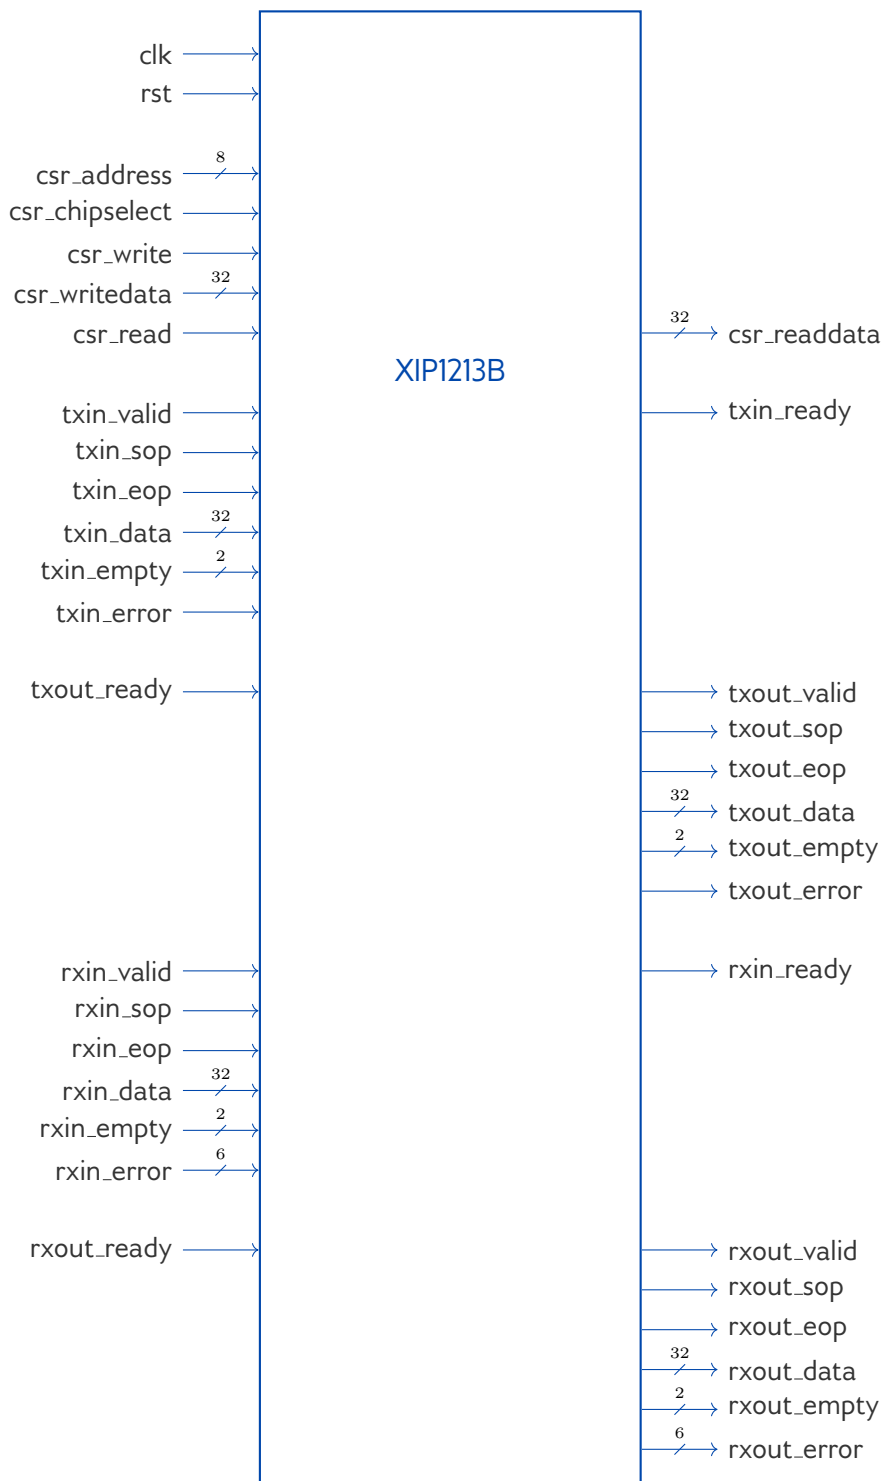 clk
rst
8
csr_address
csr_chipselect
csr_write
32
csr_writedata
csr_read
32
csr_readdata
XIP1213B
txin_valid
txin_ready
txin_sop
txin_eop
32
txin_data
2
txin_empty
txin_error
txout_ready
txout_valid
txout_sop
txout_eop
32
txout_data
2
txout_empty
txout_error
rxin_valid
rxin_ready
rxin_sop
rxin_eop
32
rxin_data
2
rxin_empty
6
rxin_error
rxout_ready
rxout_valid
rxout_sop
rxout_eop
32
rxout_data
2
rxout_empty
6
rxout_error